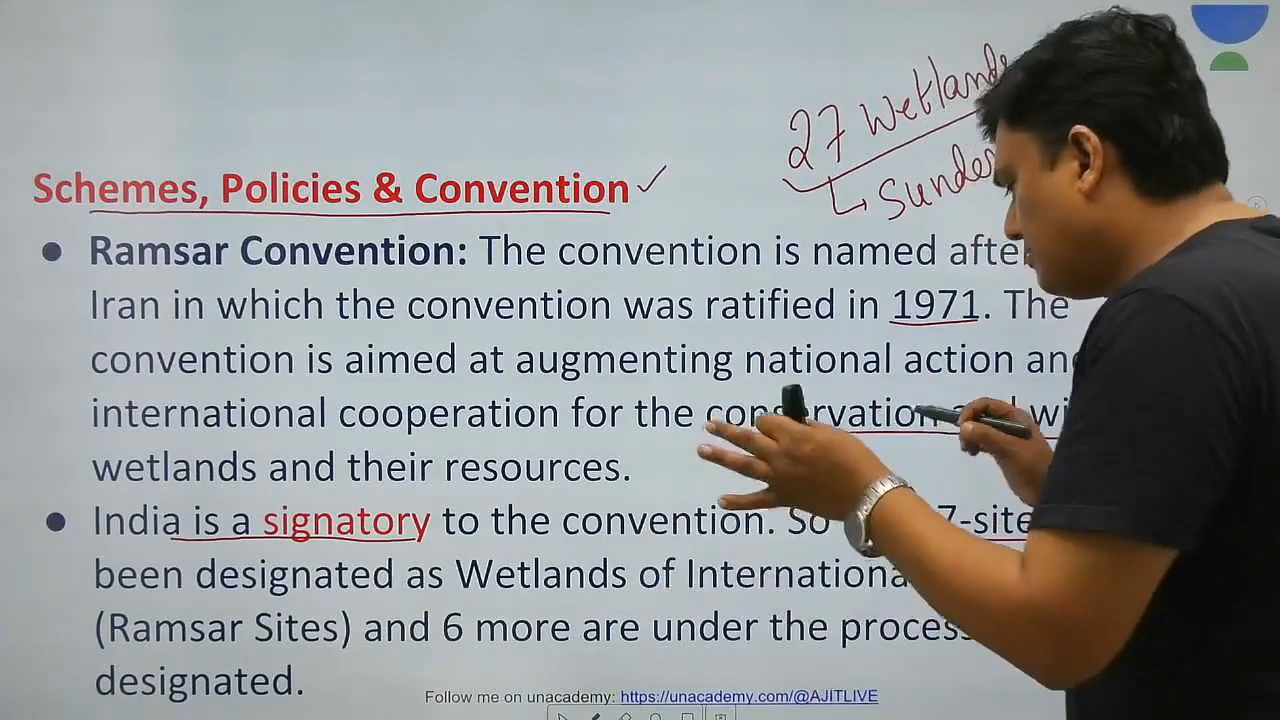 27 Wetlands
Sunder
Schemes, Policies & Convention
● Ramsar Convention: The convention is named after
Iran in which the convention was ratified in 1971. The
convention is aimed at augmenting national action and
international cooperation for the conservation and wi
wetlands and their resources.
● India is a signatory to the convention. So 7-site
been designated as Wetlands of Internationa
(Ramsar Sites) and 6 more are under the process
designated.
Follow me on unacademy: https://unacademy.com/@AJITLIVE